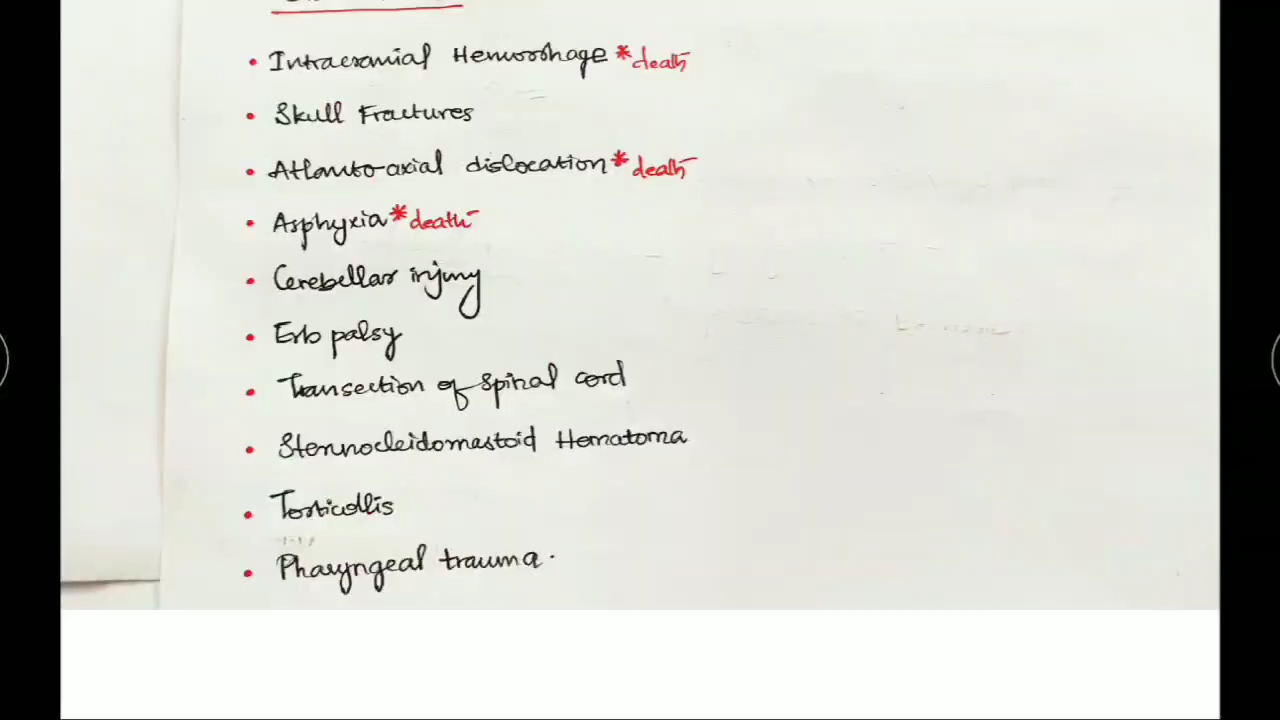 • Intracranial Hemorrhage *death
• Skull Fractures
• Atlanto-axial dislocation *death
• Asphyxia *death
• Cerebellar injury
• Erb palsy
• Transection of spinal cord
• Sternocleidomastoid Hematoma
• Torticollis
• Pharyngeal trauma.